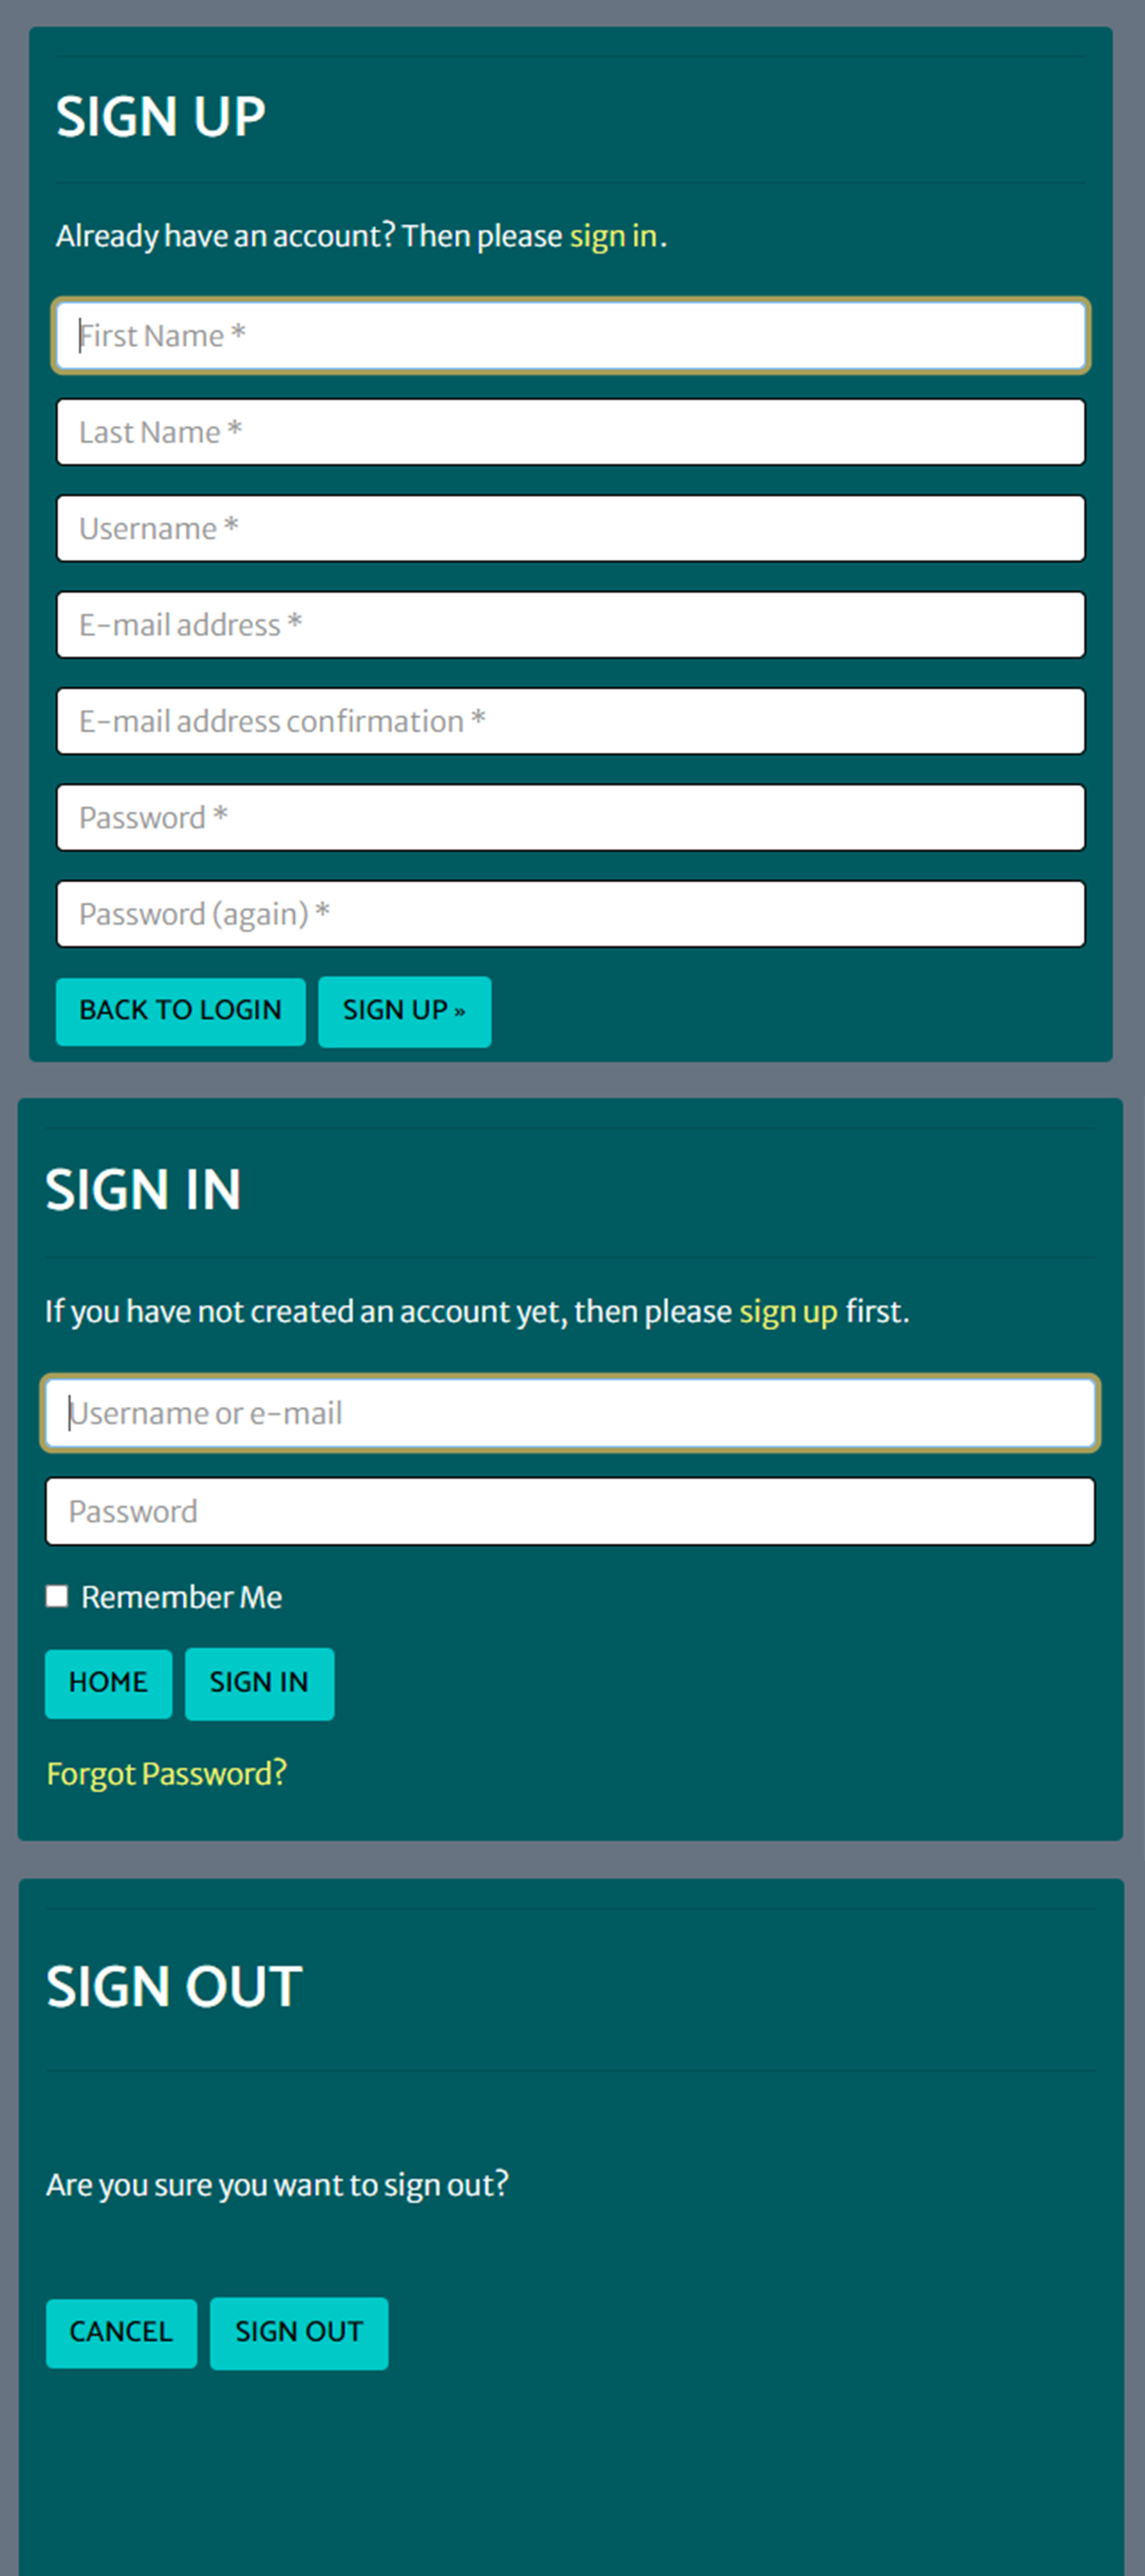 SIGN UP
Already have an account? Then please sign in.
First Name *
Last Name *
Username *
E-mail address *
E-mail address confirmation *
Password *
Password (again) *
BACK TO LOGIN SIGN UP »
SIGN IN
If you have not created an account yet, then please sign up first.
Username or e-mail
Password
Remember Me
HOME SIGN IN
Forgot Password?
SIGN OUT
Are you sure you want to sign out?
CANCEL SIGN OUT